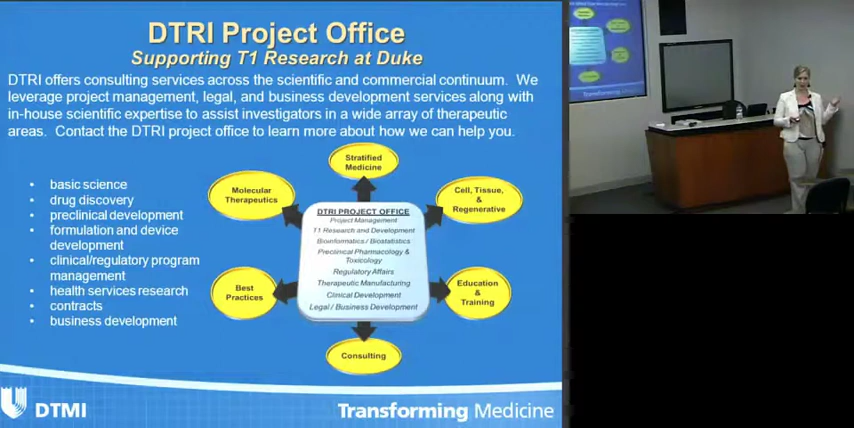 DTRI Project Office
Supporting T1 Research at Duke
DTRI offers consulting services across the scientific and commercial continuum. We
leverage project management, legal, and business development services along with
in-house scientific expertise to assist investigators in a wide array of therapeutic
areas. Contact the DTRI project office to learn more about how we can help you.
• basic science
• drug discovery
• preclinical development
• formulation and device
development
• clinical/regulatory program
management
• health services research
• contracts
• business development
Stratified
Medicine
Molecular
Therapeutics
Cell, Tissue,
&
Regenerative
DTRI PROJECT OFFICE
Project Management
T1 Research and Development
Bioinformatics / Biostatistics
Preclinical Pharmacology &
Toxicology
Regulatory Affairs
Therapeutic Manufacturing
Clinical Development
Legal / Business Development
Best
Practices
Education
&
Training
Consulting
DTMI
Transforming Medicine
Transforming Medicine